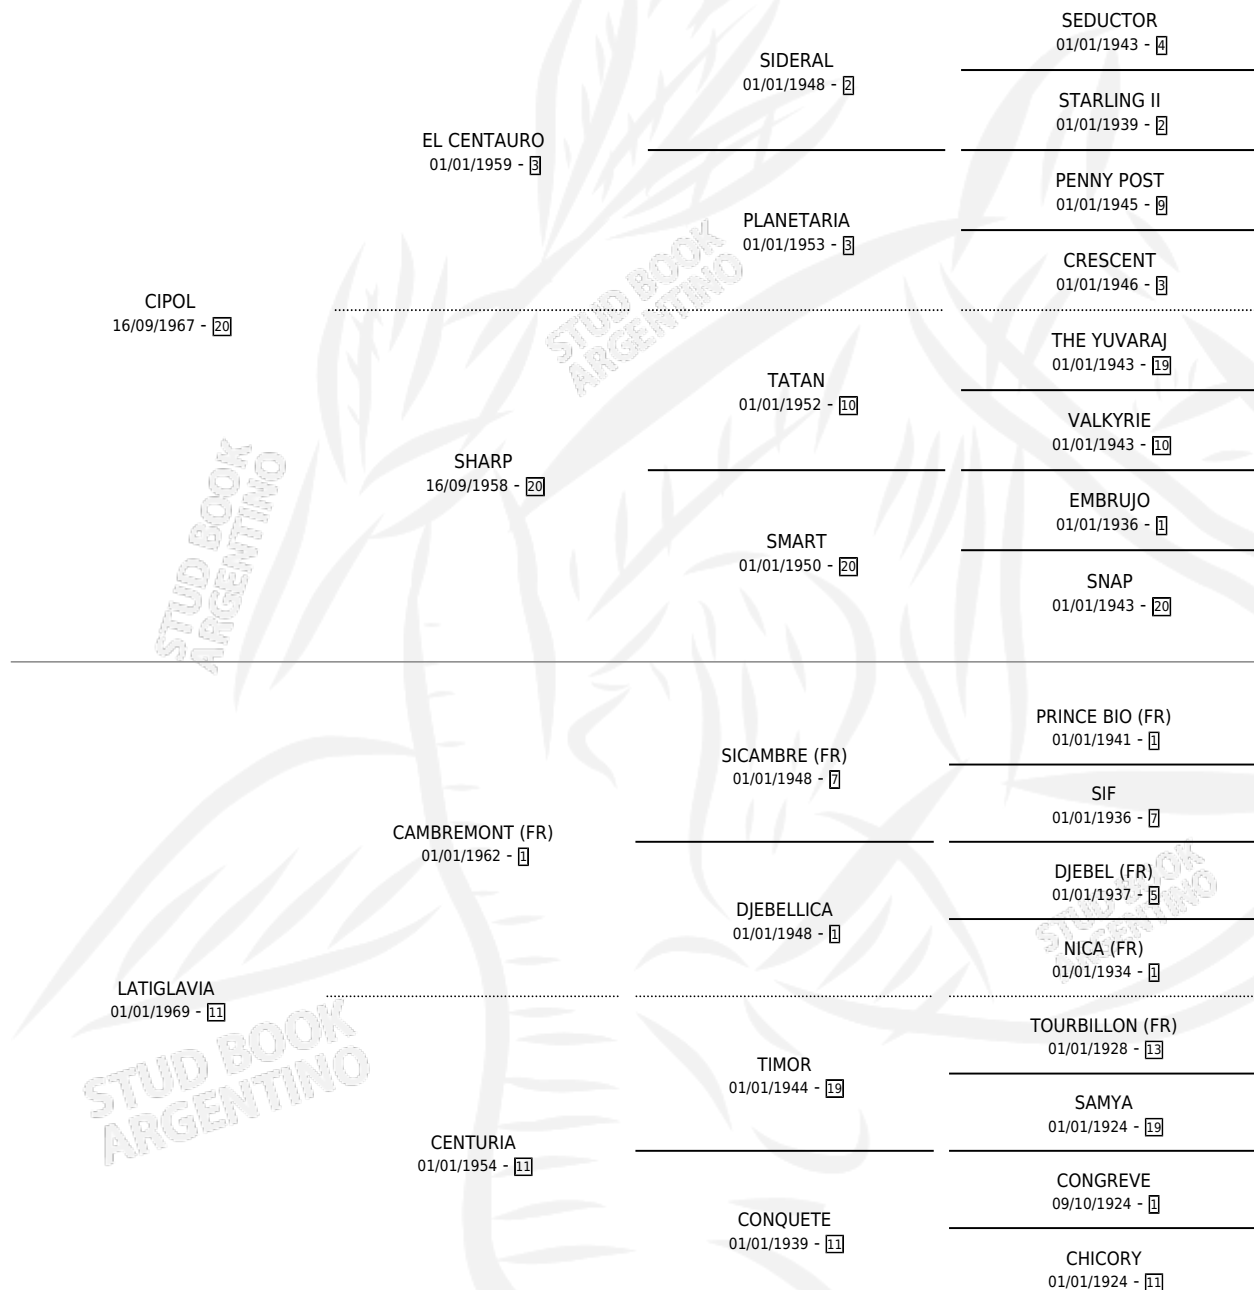 SEDUCTOR
01/01/1943 - 4
SIDERAL
01/01/1948 - 2
STARLING II
01/01/1939 - 2
EL CENTAURO
01/01/1959 - 3
PENNY POST
01/01/1945 - 9
PLANETARIA
01/01/1953 - 3
CRESCENT
01/01/1946 - 3
CIPOL
16/09/1967 - 20
THE YUVARAJ
01/01/1943 - 19
TATAN
01/01/1952 - 10
VALKYRIE
01/01/1943 - 10
SHARP
16/09/1958 - 20
EMBRUJO
01/01/1936 - 1
SMART
01/01/1950 - 20
SNAP
01/01/1943 - 20
PRINCE BIO (FR)
01/01/1941 - 1
SICAMBRE (FR)
01/01/1948 - 7
SIF
01/01/1936 - 7
CAMBREMONT (FR)
01/01/1962 - 1
DJEBEL (FR)
01/01/1937 - 5
DJEBELLICA
01/01/1948 - 1
NICA (FR)
01/01/1934 - 1
LATIGLAVIA
01/01/1969 - 11
TOURBILLON (FR)
01/01/1928 - 13
TIMOR
01/01/1944 - 19
SAMYA
01/01/1924 - 19
CENTURIA
01/01/1954 - 11
CONGREVE
09/10/1924 - 1
CONQUETE
01/01/1939 - 11
CHICORY
01/01/1924 - 11
STUD BOOK
ARGENTINO
STUD BOOK
ARGENTINO
STUD BOOK
ARGENTINO
STUD BOOK
ARGENTINO